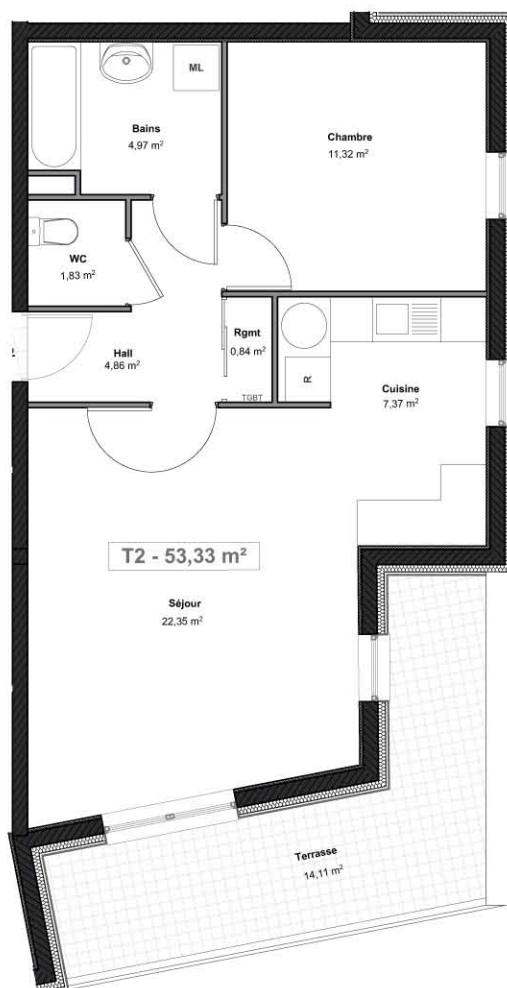 ML
Bains
4,97 m²
Chambre
11,32 m²
WC
1,83 m²
Hall
4,86 m²
Rgmt
0,84 m²
TGBT
R
Cuisine
7,37 m²
T2 - 53,33 m²
Séjour
22,35 m²
Terrasse
14,11 m²